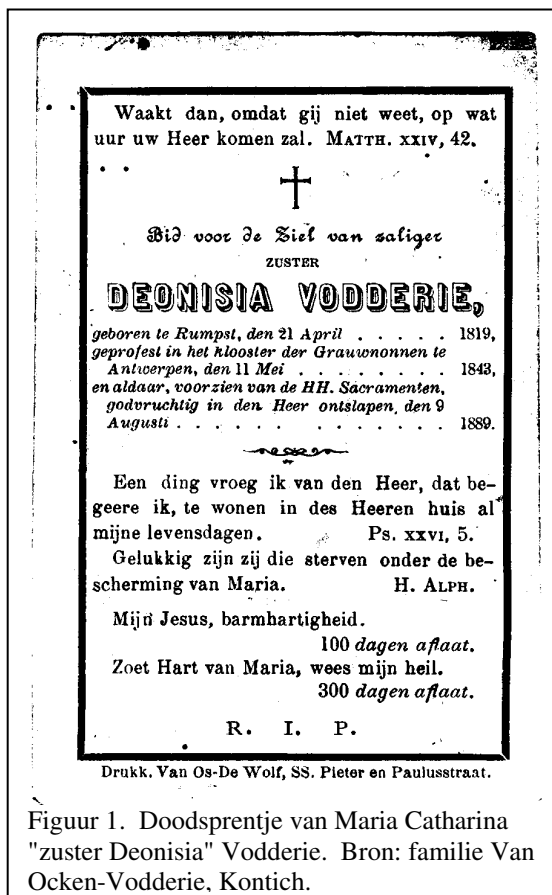 Waakt dan, omdat gij niet weet, op wat
uur uw Heer komen zal. MATTH. XXIV, 42.
Bid voor de Ziel van zaliger
ZUSTER
DEONISIA VODDERIE,
geboren te Rumpst, den 21 April . . . . . 1819,
geprofest in het klooster der Grauwnonnen te
Antwerpen, den 11 Mei . . . . . . . . 1843,
en aldaar, voorzien van de HH. Sacramenten,
godvruchtig in den Heer ontslapen, den 9
Augusti . . . . . . . . . . . . 1889.
Een ding vroeg ik van den Heer, dat be-
geere ik, te wonen in des Heeren huis al
mijne levensdagen. Ps. XXVI, 5.
Gelukkig zijn zij die sterven onder de be-
scherming van Maria. H. ALPH.
Mijn Jesus, barmhartigheid.
100 dagen aflaat.
Zoet Hart van Maria, wees mijn heil.
300 dagen aflaat.
R. I. P.
Drukk. Van Os-De Wolf, SS. Pieter en Paulusstraat.
Figuur 1. Doodsprentje van Maria Catharina
"zuster Deonisia" Vodderie. Bron: familie Van
Ocken-Vodderie, Kontich.